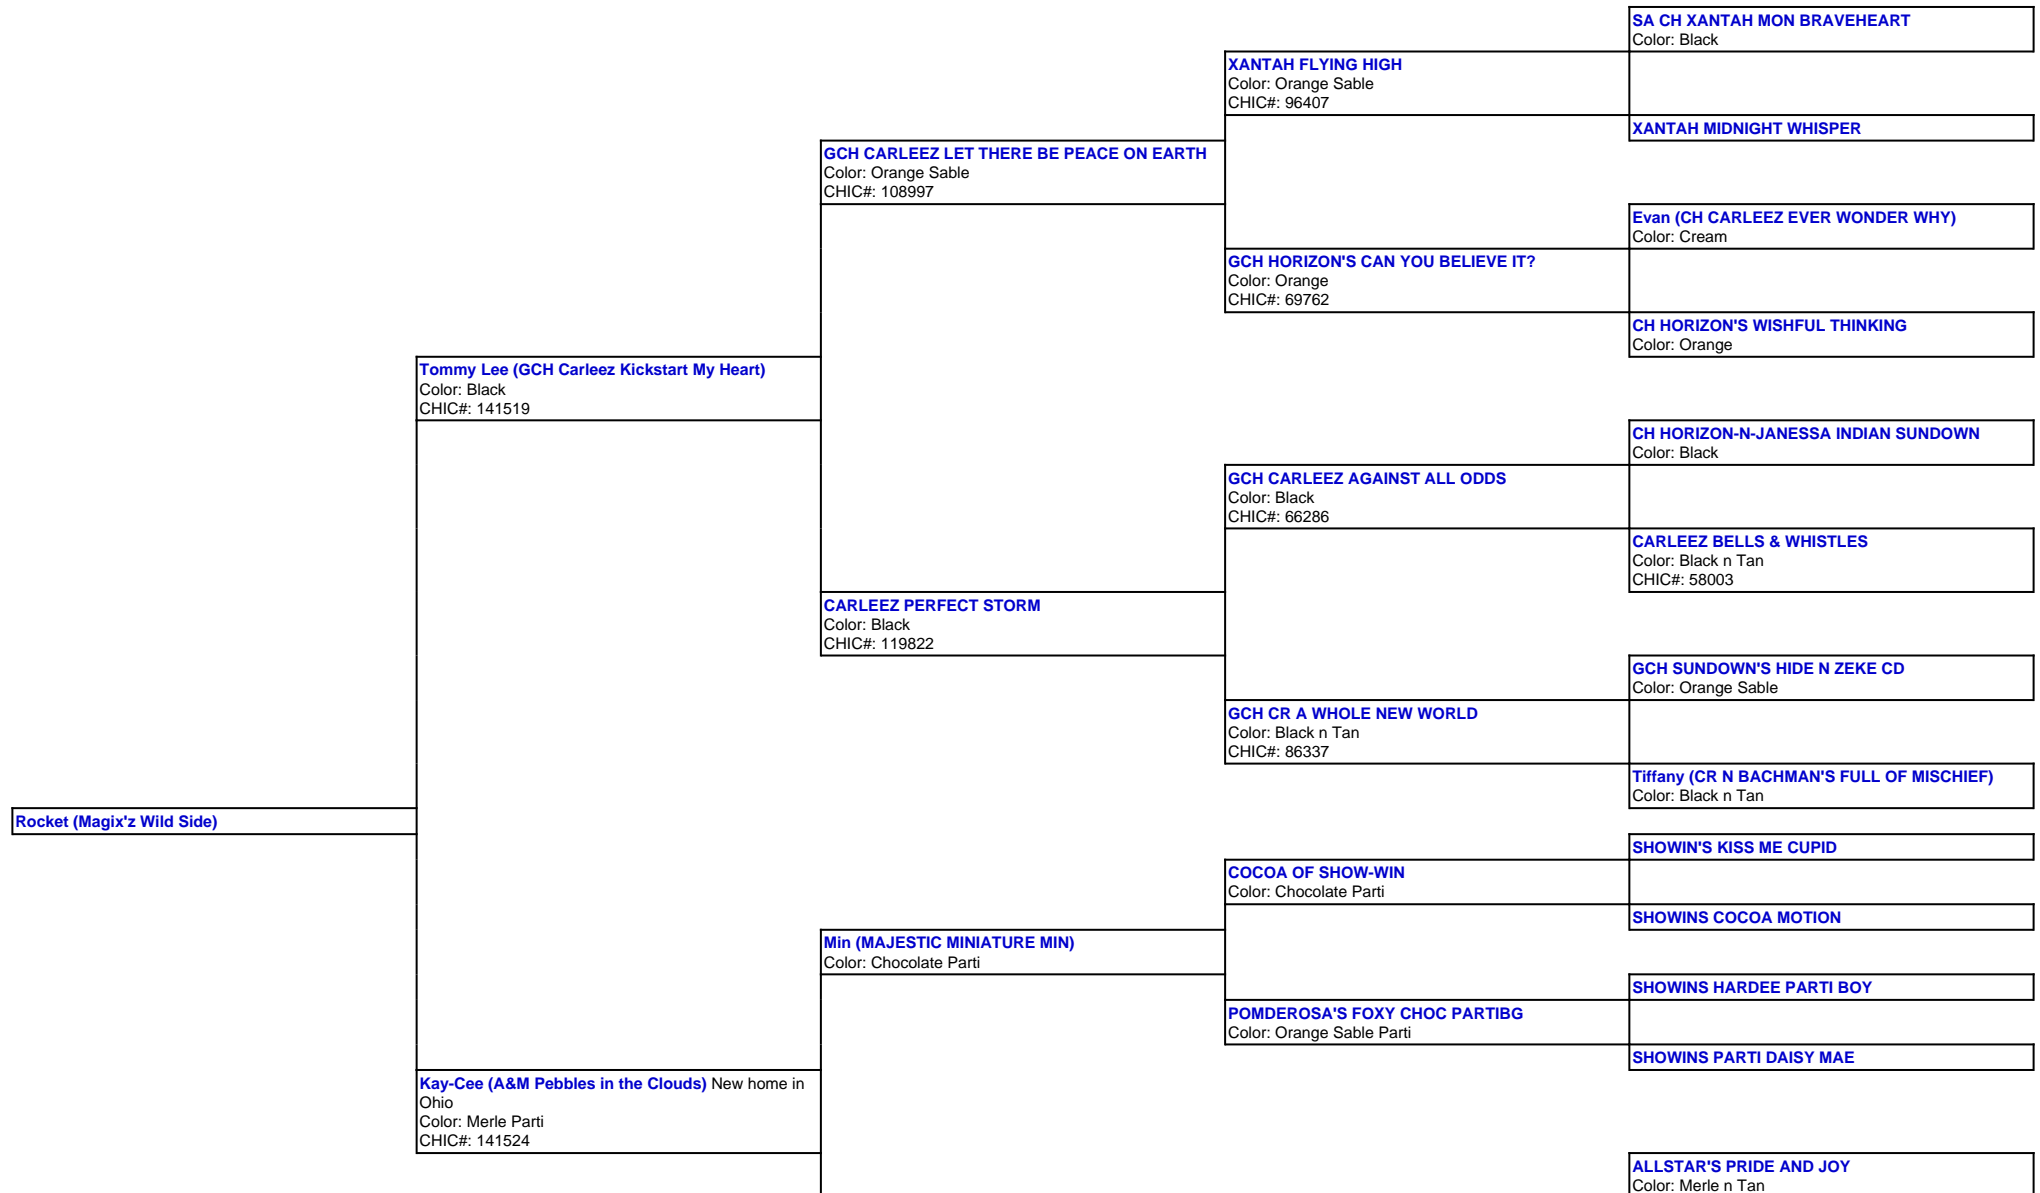 SA CH XANTAH MON BRAVEHEART
Color: Black
XANTAH FLYING HIGH
Color: Orange Sable
CHIC#: 96407
XANTAH MIDNIGHT WHISPER
GCH CARLEEZ LET THERE BE PEACE ON EARTH
Color: Orange Sable
CHIC#: 108997
Evan (CH CARLEEZ EVER WONDER WHY)
Color: Cream
GCH HORIZON'S CAN YOU BELIEVE IT?
Color: Orange
CHIC#: 69762
CH HORIZON'S WISHFUL THINKING
Color: Orange
Tommy Lee (GCH Carleez Kickstart My Heart)
Color: Black
CHIC#: 141519
CH HORIZON-N-JANESSA INDIAN SUNDOWN
Color: Black
GCH CARLEEZ AGAINST ALL ODDS
Color: Black
CHIC#: 66286
CARLEEZ BELLS & WHISTLES
Color: Black n Tan
CHIC#: 58003
CARLEEZ PERFECT STORM
Color: Black
CHIC#: 119822
GCH SUNDOWN'S HIDE N ZEKE CD
Color: Orange Sable
GCH CR A WHOLE NEW WORLD
Color: Black n Tan
CHIC#: 86337
Tiffany (CR N BACHMAN'S FULL OF MISCHIEF)
Color: Black n Tan
Rocket (Magix'z Wild Side)
SHOWIN'S KISS ME CUPID
COCOA OF SHOW-WIN
Color: Chocolate Parti
SHOWINS COCOA MOTION
Min (MAJESTIC MINIATURE MIN)
Color: Chocolate Parti
SHOWINS HARDEE PARTI BOY
POMDEROSA'S FOXY CHOC PARTIBG
Color: Orange Sable Parti
SHOWINS PARTI DAISY MAE
Kay-Cee (A&M Pebbles in the Clouds) New home in
Ohio
Color: Merle Parti
CHIC#: 141524
ALLSTAR'S PRIDE AND JOY
Color: Merle n Tan